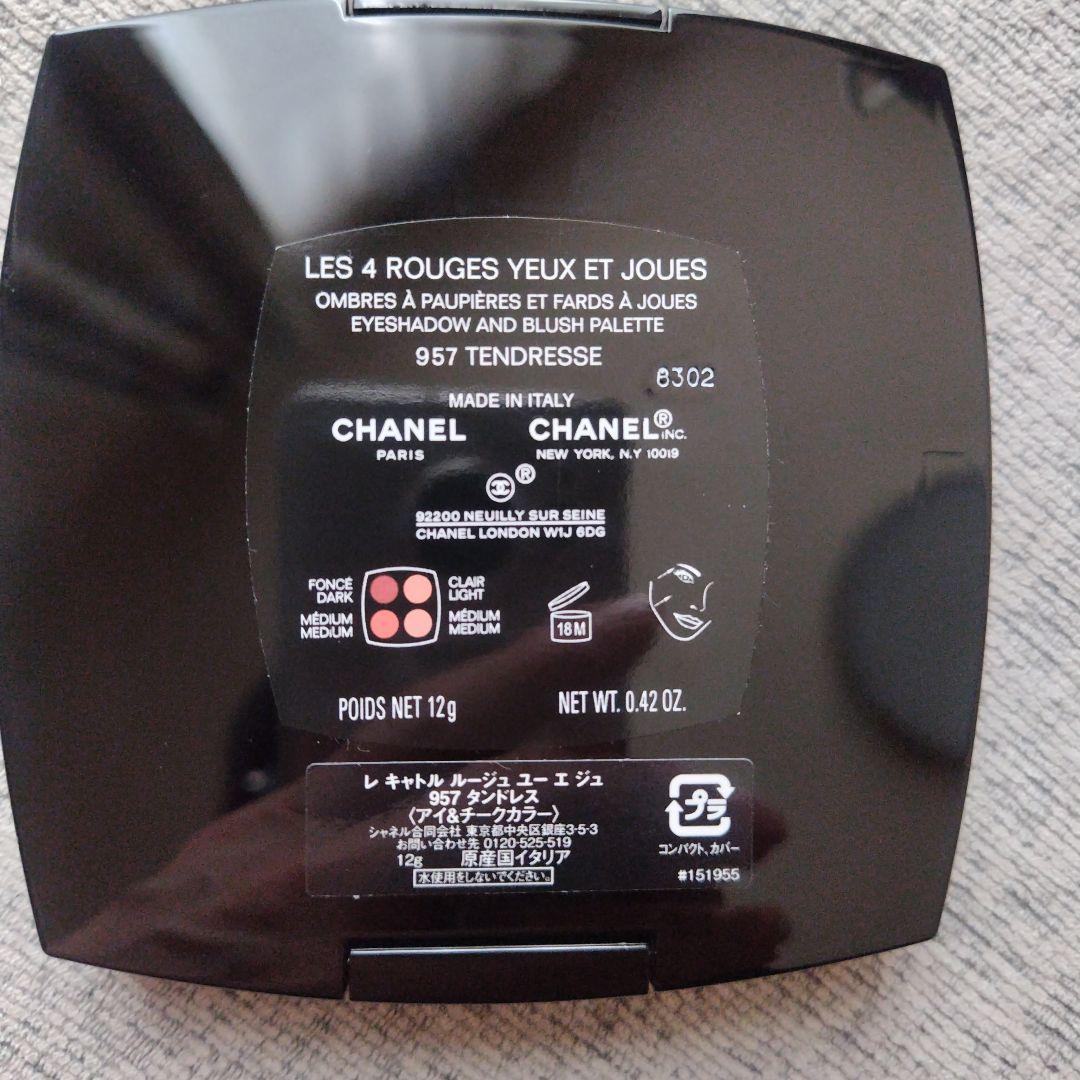 LES 4 ROUGES YEUX ET JOUES
OMBRES À PAUPIÈRES ET FARDS À JOUES
EYESHADOW AND BLUSH PALETTE
957 TENDRESSE
8302
MADE IN ITALY
CHANEL
PARIS
CHANEL® INC.
NEW YORK, N.Y 10019
®
92200 NEUILLY SUR SEINE
CHANEL LONDON W1J 6DG
FONCÉ
DARK
CLAIR
LIGHT
MÉDIUM
MEDIUM
MÉDIUM
MEDIUM
18M
POIDS NET 12g
NET WT. 0.42 OZ.
レ キャトル ルージュ ユー エ ジュ
957 タンドレス
〈アイ&チークカラー〉
シャネル合同会社 東京都中央区銀座3-5-3
お問い合わせ先 0120-525-519
12g 原産国イタリア
水使用をしないでください。
プラ
コンパクト、カバー
#151955